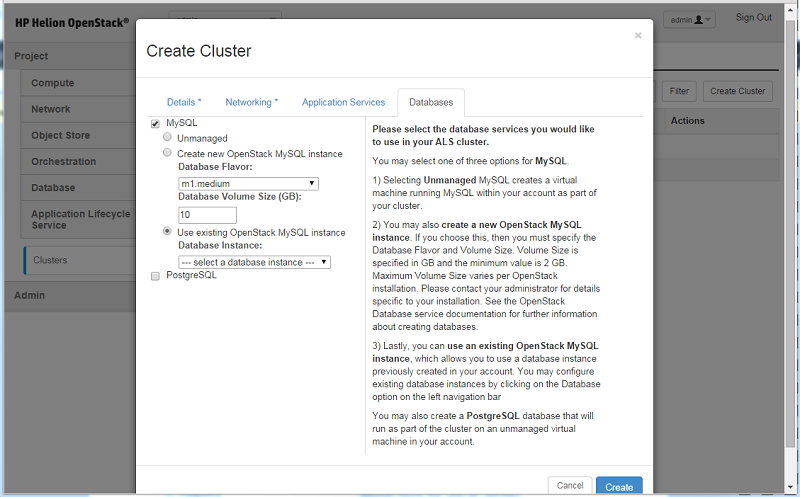 HP Helion OpenStack®
admin
admin
Sign Out
Project
Compute
Network
Object Store
Orchestration
Database
Application Lifecycle
Service
Clusters
Admin
Filter
Create Cluster
Actions
Create Cluster
×
Details *
Networking *
Application Services
Databases
MySQL
Unmanaged
Create new OpenStack MySQL instance
Database Flavor:
m1.medium
Database Volume Size (GB):
10
Use existing OpenStack MySQL instance
Database Instance:
--- select a database instance ---
PostgreSQL
Please select the database services you would like
to use in your ALS cluster.
You may select one of three options for MySQL.
1) Selecting Unmanaged MySQL creates a virtual
machine running MySQL within your account as part of
your cluster.
2) You may also create a new OpenStack MySQL
instance. If you choose this, then you must specify the
Database Flavor and Volume Size. Volume Size is
specified in GB and the minimum value is 2 GB.
Maximum Volume Size varies per OpenStack
installation. Please contact your administrator for details
specific to your installation. See the OpenStack
Database service documentation for further information
about creating databases.
3) Lastly, you can use an existing OpenStack MySQL
instance, which allows you to use a database instance
previously created in your account. You may configure
existing database instances by clicking on the Database
option on the left navigation bar
You may also create a PostgreSQL database that will
run as part of the cluster on an unmanaged virtual
machine in your account.
Cancel
Create